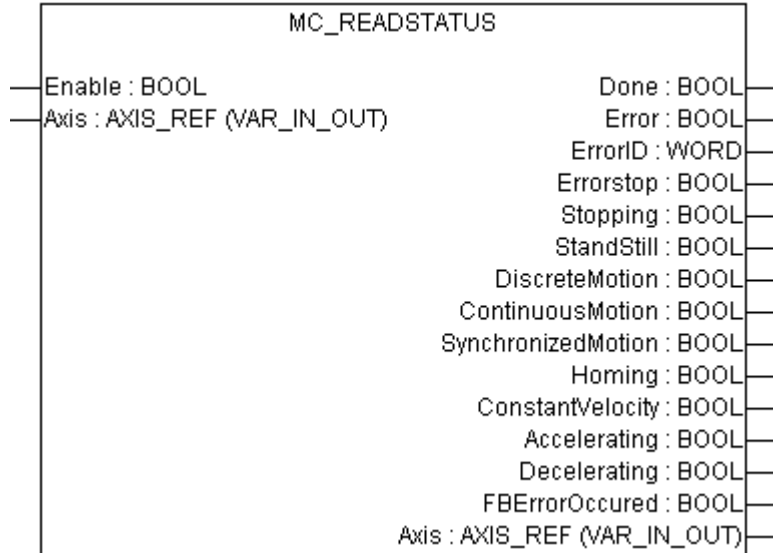 MC_READSTATUS
Enable : BOOL Done : BOOL
Axis : AXIS_REF (VAR_IN_OUT) Error : BOOL
ErrorID : WORD
Errorstop : BOOL
Stopping : BOOL
StandStill : BOOL
DiscreteMotion : BOOL
ContinuousMotion : BOOL
SynchronizedMotion : BOOL
Homing : BOOL
ConstantVelocity : BOOL
Accelerating : BOOL
Decelerating : BOOL
FBErrorOccured : BOOL
Axis : AXIS_REF (VAR_IN_OUT)